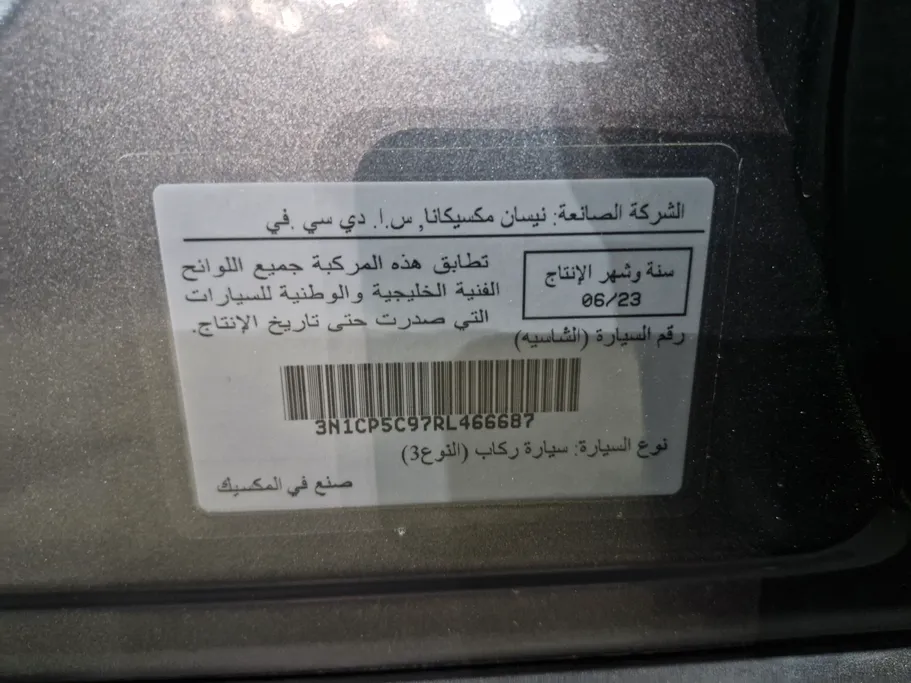 الشركة الصانعة: نيسان مكسيكانا, س.ا. دي سي .في
سنة وشهر الإنتاج
06/23
تطابق هذه المركبة جميع اللوائح
الفنية الخليجية والوطنية للسيارات
التي صدرت حتى تاريخ الإنتاج.
رقم السيارة (الشاسيه)
3N1CP5C97RL466687
نوع السيارة: سيارة ركاب (النوع3)
صنع في المكسيك